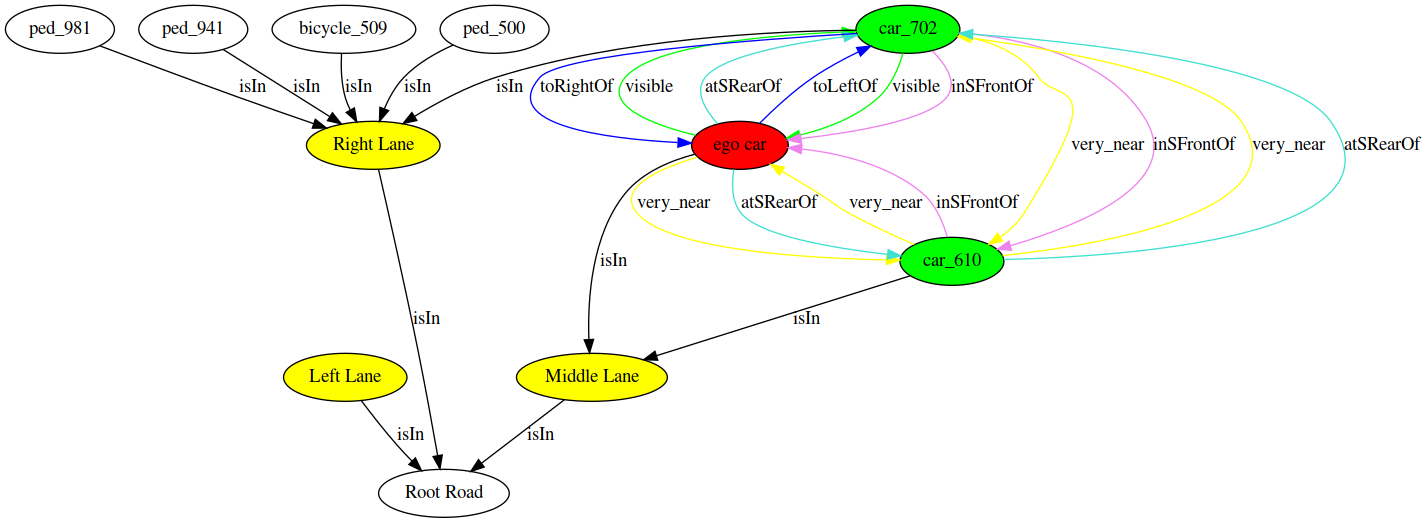 ped_981
ped_941
bicycle_509
ped_500
car_702
isIn
isIn
isIn
isIn
isIn
toRightOf
visible
atSRearOf
toLeftOf
visible
inSFrontOf
Right Lane
ego car
very_near
inSFrontOf
very_near
atSRearOf
very_near
atSRearOf
very_near
inSFrontOf
isIn
car_610
isIn
isIn
Left Lane
Middle Lane
isIn
isIn
Root Road